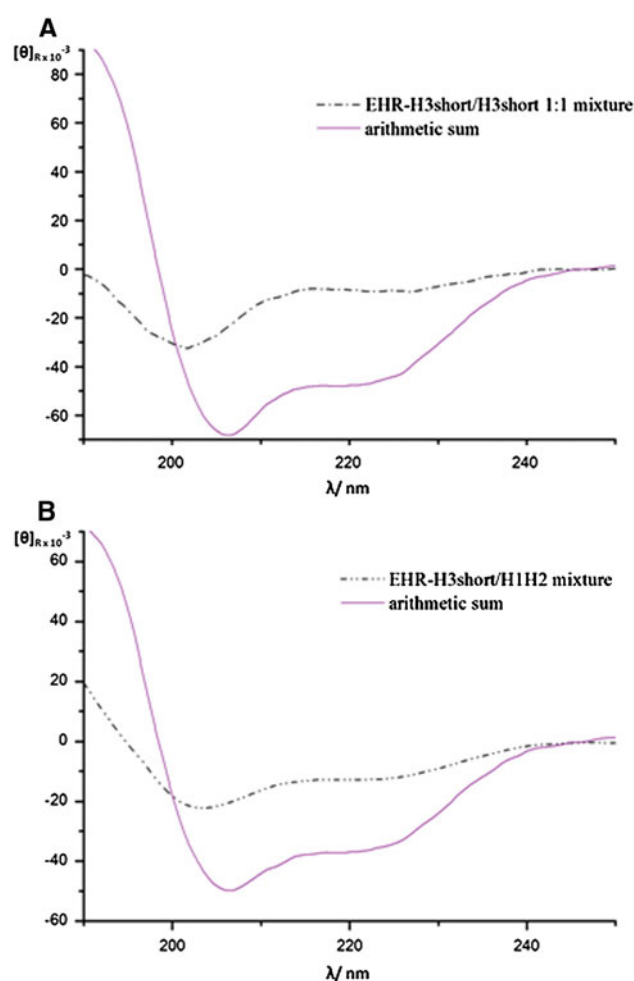 A
[θ]R x 10⁻³
80
60
40
20
0
-20
-40
-60
EHR-H3short/H3short 1:1 mixture
arithmetic sum
200
220
240
λ/ nm
B
[θ]R x 10⁻³
60
40
20
0
-20
-40
-60
EHR-H3short/H1H2 mixture
arithmetic sum
200
220
240
λ/ nm